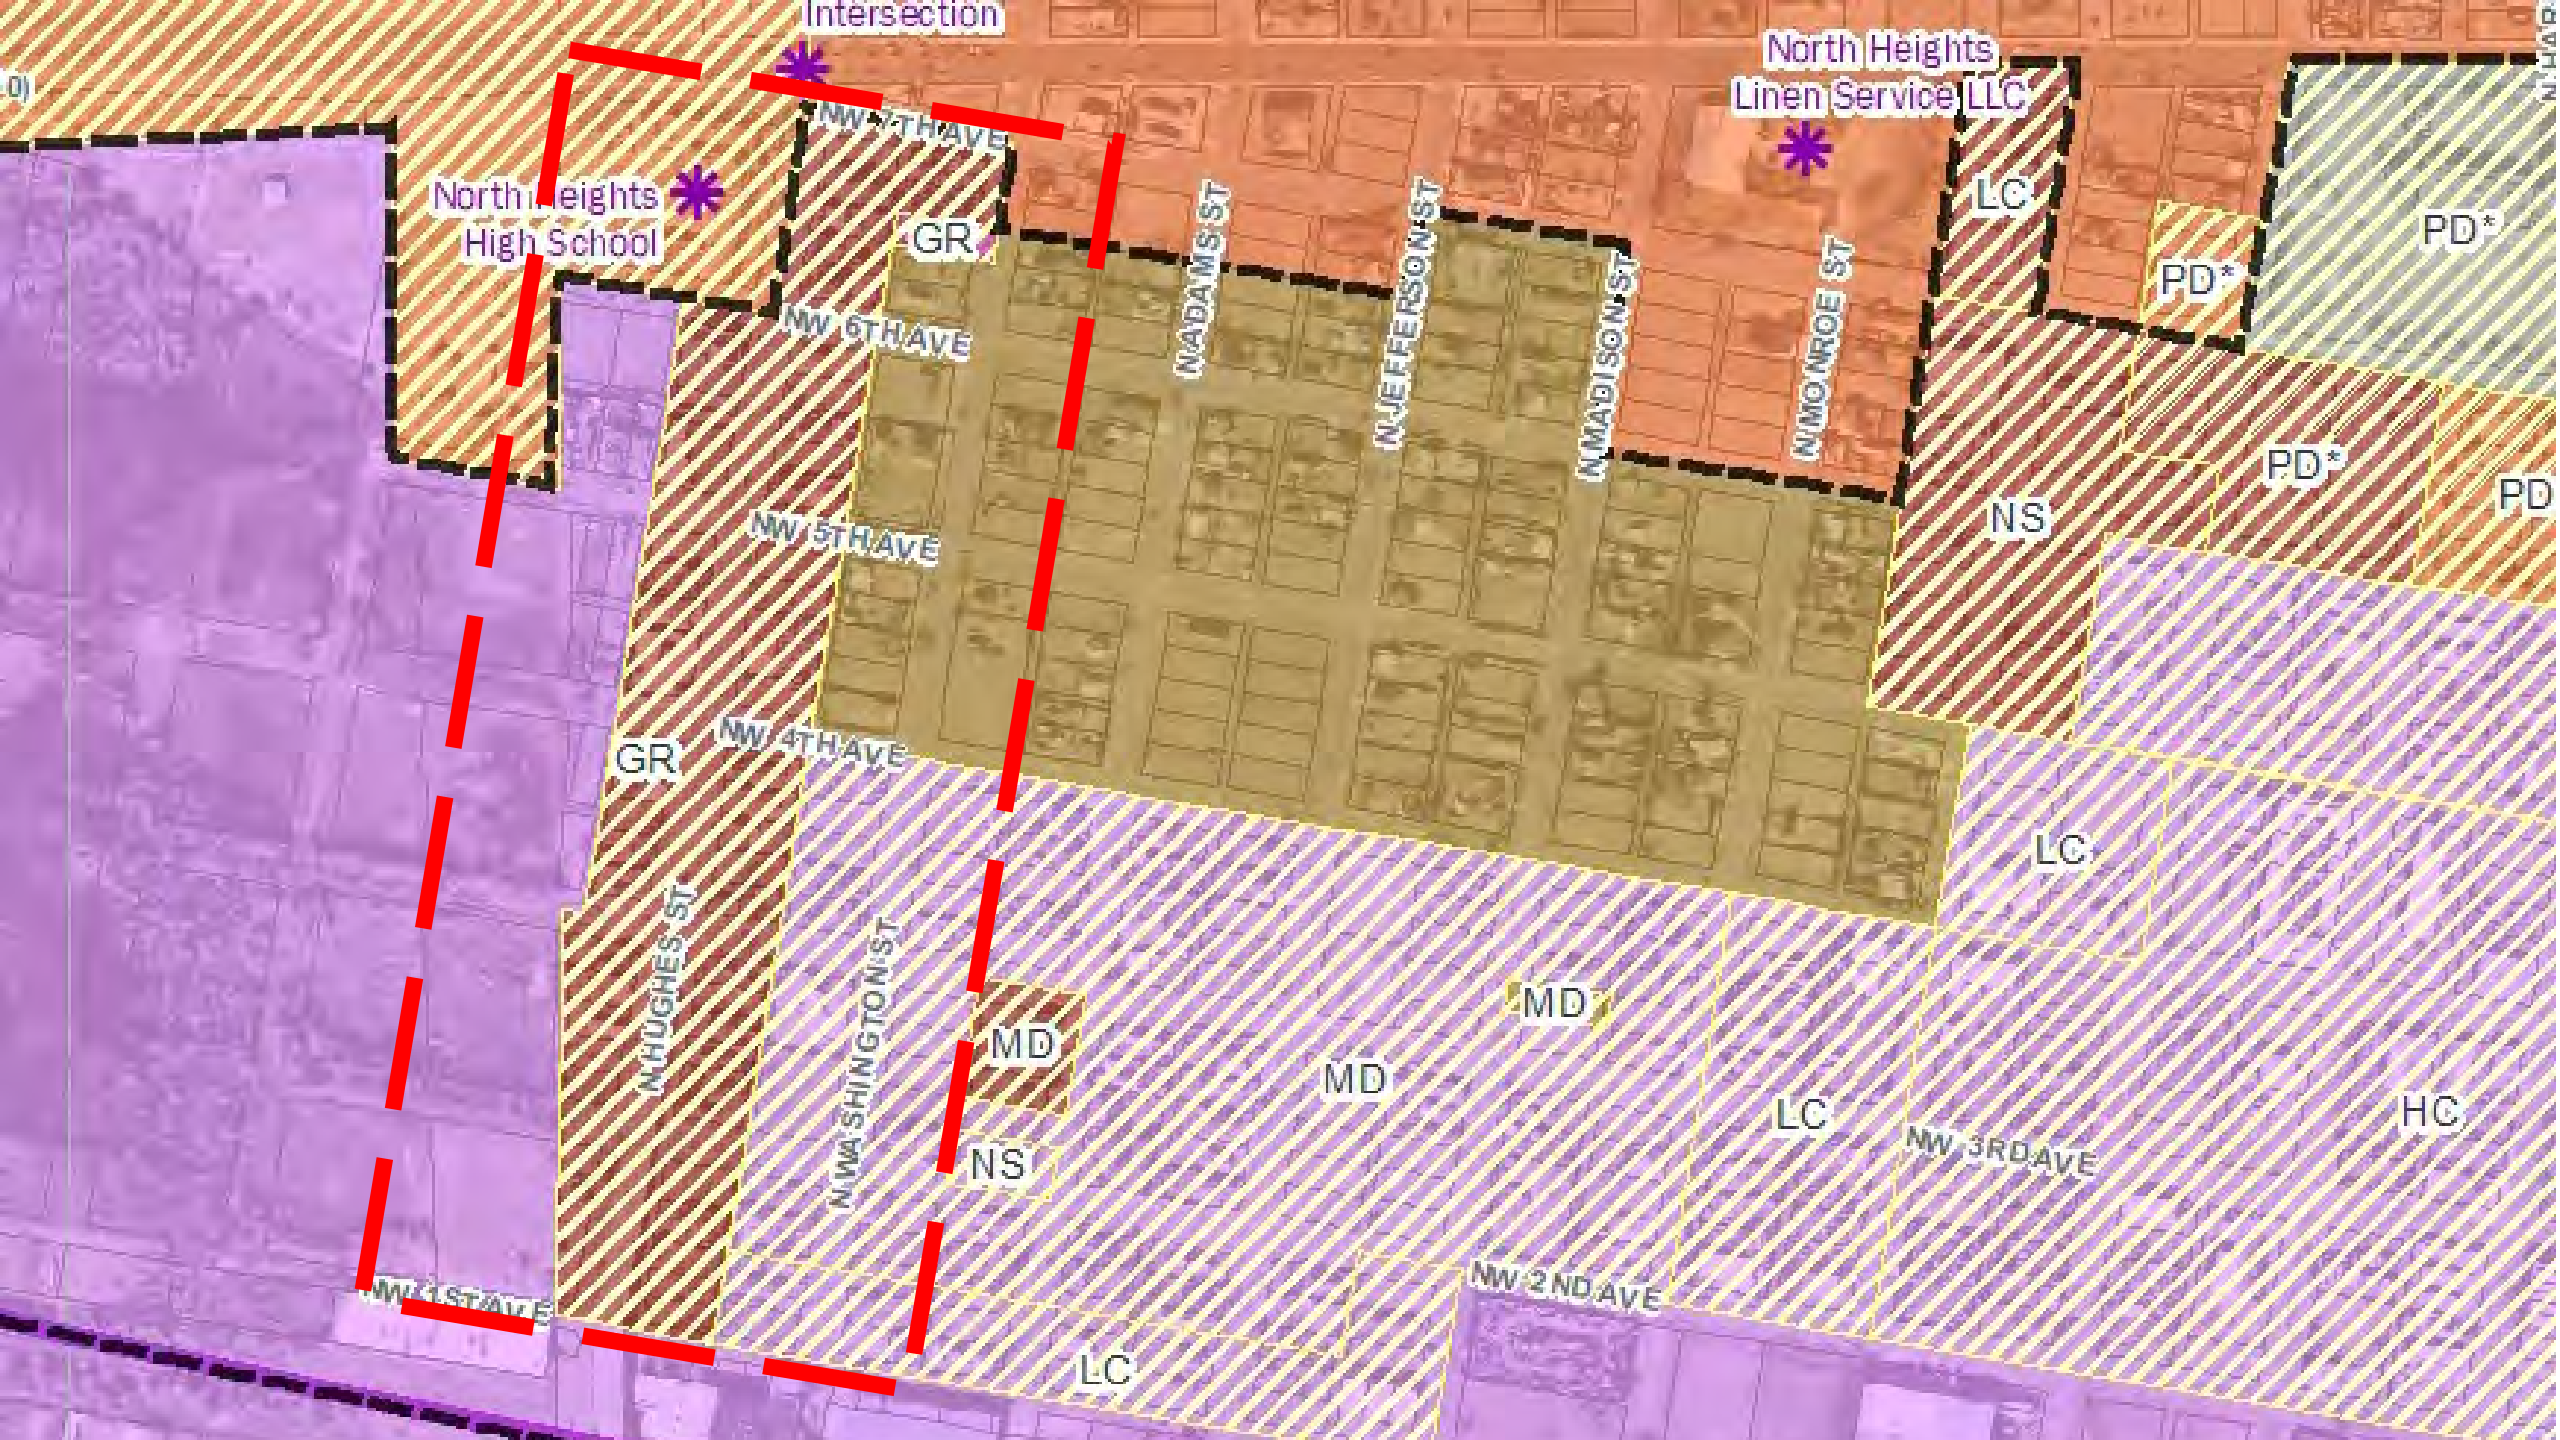 Intersection
North Heights
Linen Service LLC
0)
NW 7TH AVE
LC
North Heights
High School
GR
N ADAMS ST
N JEFFERSON ST
N MADISON ST
N MONROE ST
PD*
PD*
NW 6TH AVE
PD*
PD
NS
NW 5TH AVE
GR
NW 4TH AVE
LC
N HUGHES ST
N WASHINGTON ST
MD
MD
MD
LC
HC
NW 3RD AVE
NS
NW 1ST AVE
NW 2ND AVE
LC
N HAR